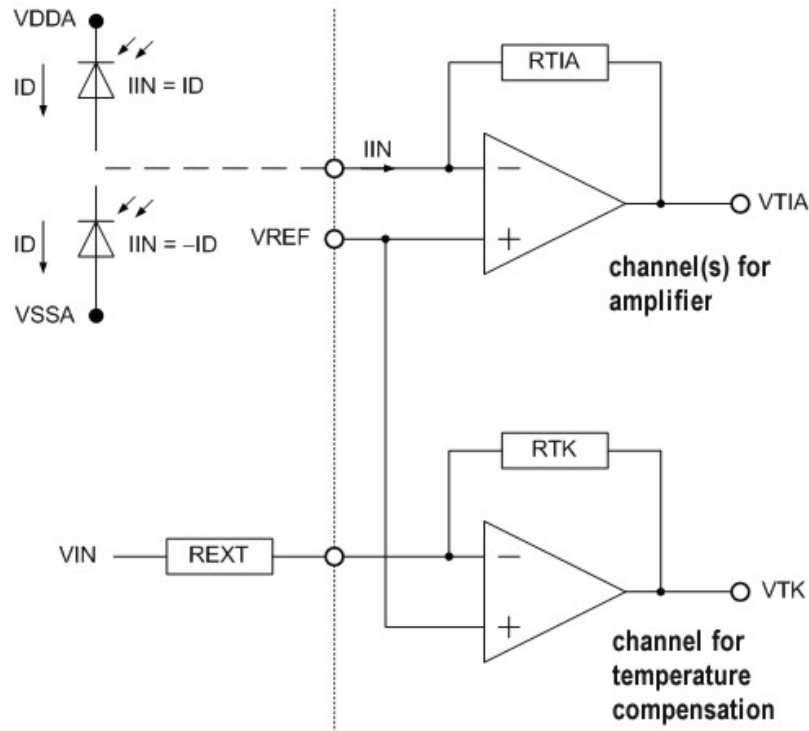 VDDA
ID
IIN = ID
RTIA
IIN
−
VTIA
+
VREF
ID
IIN = –ID
VSSA
channel(s) for
amplifier
RTK
VIN
REXT
−
VTK
+
channel for
temperature
compensation